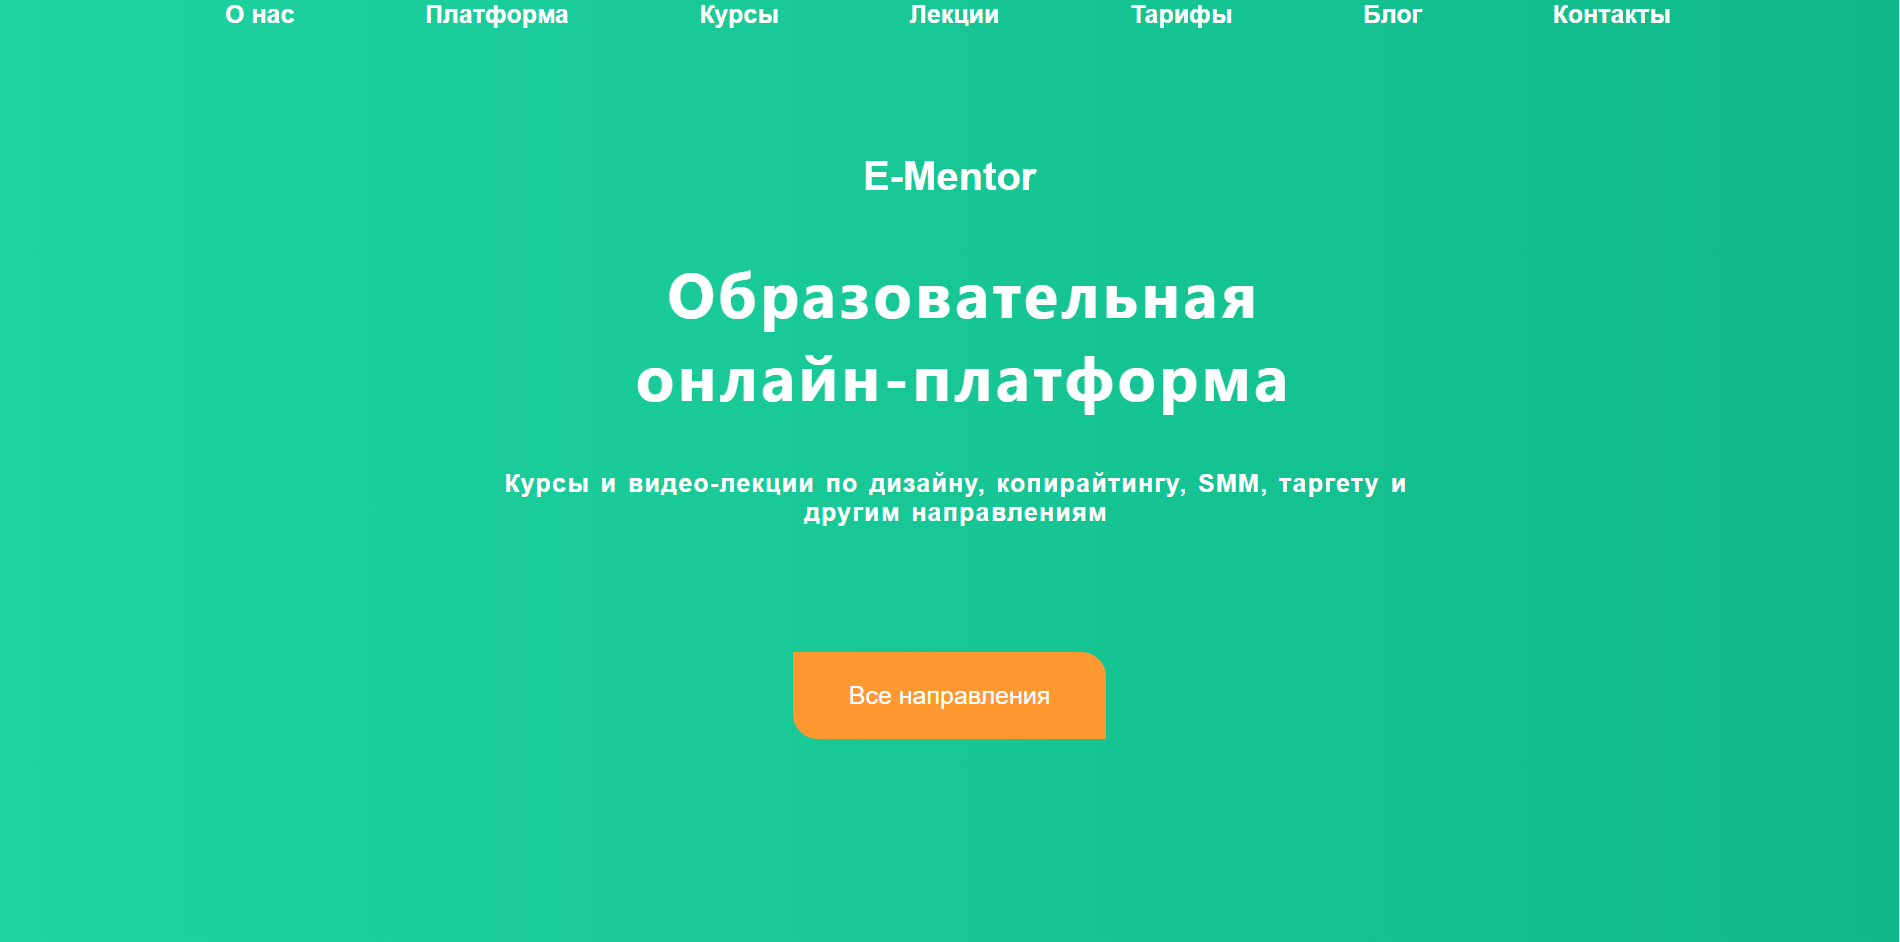 О нас Платформа Курсы Лекции Тарифы Блог Контакты
E-Mentor
Образовательная
онлайн-платформа
Курсы и видео-лекции по дизайну, копирайтингу, SMM, таргету и
другим направлениям
Все направления